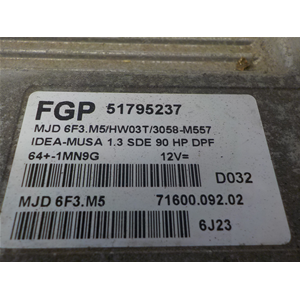 FGP 51795237
MJD 6F3.M5/HW03T/3058-M557
IDEA-MUSA 1.3 SDE 90 HP DPF
64+-1MN9G 12V=
D032
MJD 6F3.M5 71600.092.02
6J23